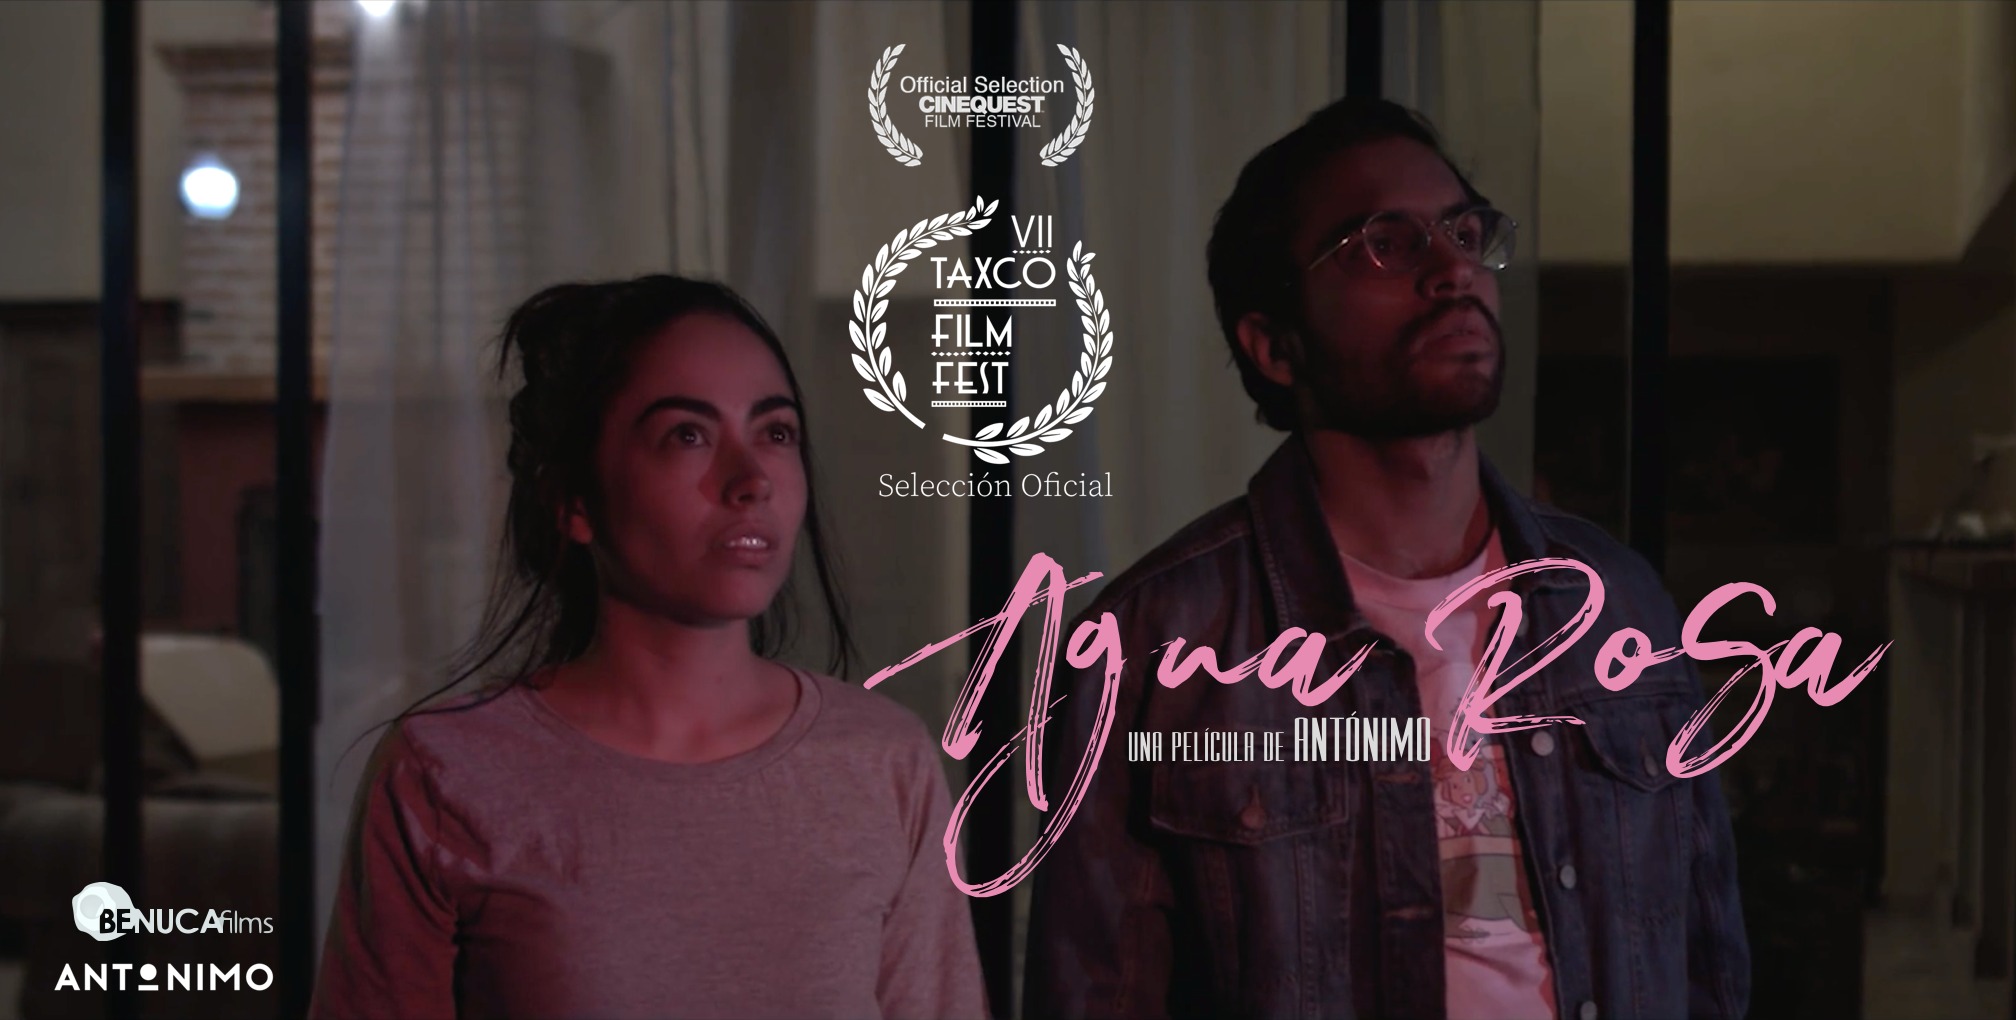 Official Selection
CINEQUEST
FILM FESTIVAL
VII
TAXCO
FILM
FEST
Selección Oficial
Agua Rosa
UNA PELÍCULA DE ANTÓNIMO
BENUCAfilms
ANTONIMO